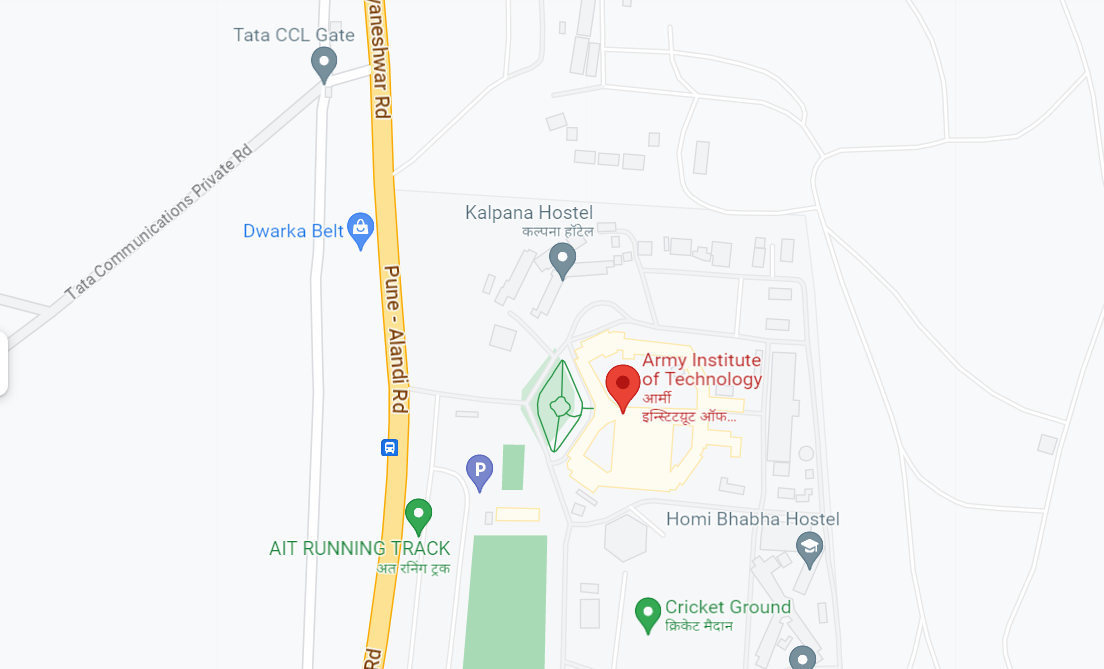 Tata CCL Gate
yaneshwar Rd
Tata Communications Private Rd
Kalpana Hostel
कल्पना हॉटेल
Dwarka Belt
Pune - Alandi Rd
Army Institute
of Technology
आर्मी
इन्स्टिटयूट ऑफ...
P
Homi Bhabha Hostel
AIT RUNNING TRACK
अत रनिंग ट्रक
Cricket Ground
क्रिकेट मैदान
Rd